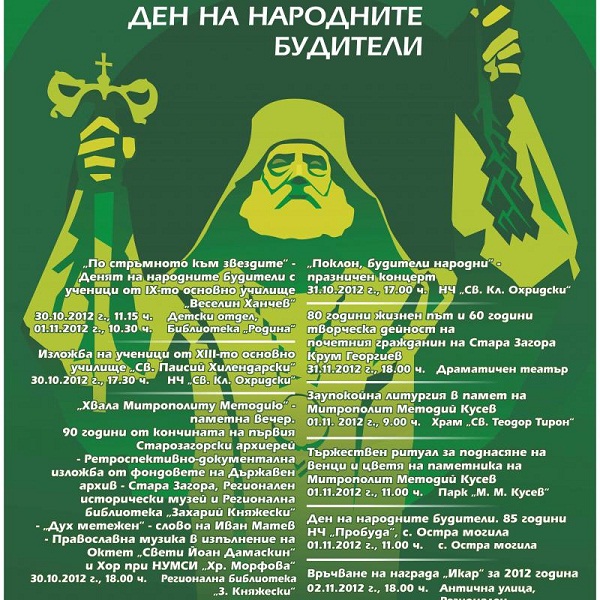 ДЕН НА НАРОДНИТЕ
БУДИТЕЛИ
„По стръмното към звездите" -
Денят на народните будители с
ученици от IX-то основно училище
„Веселин Ханчев"
30.10.2012 г., 11.15 ч. Детски отдел,
01.11.2012 г., 10.30 ч. Библиотека „Родина"
Изложба на ученици от XIII-то основно
училище „Св. Паисий Хилендарски"
30.10.2012 г., 17.30 ч. НЧ „Св. Кл. Охридски"
„Хвала Митрополиту Методию" -
паметна вечер.
90 години от кончината на първия
Старозагорски архиерей
- Ретроспективно-документална
изложба от фондовете на Държавен
архив - Стара Загора, Регионален
исторически музей и Регионална
библиотека „Захарий Княжески"
- „Дух метежен" - слово на Иван Матев
- Православна музика в изпълнение на
Октет „Свети Йоан Дамаскин"
и Хор при НУМСИ „Хр. Морфова"
30.10.2012 г., 18.00 ч. Регионална библиотека
„З. Княжески"
„Поклон, будители народни" -
празничен концерт
31.10.2012 г., 17.00 ч. НЧ „Св. Кл. Охридски"
80 години жизнен път и 60 години
творческа дейност на
почетния гражданин на Стара Загора
Крум Георгиев
31.11.2012 г., 18.00 ч. Драматичен театър
Заупокойна литургия в памет на
Митрополит Методий Кусев
01.11. 2012 г., 9.00 ч. Храм „Св. Теодор Тирон"
Тържествен ритуал за поднасяне на
Венци и цветя на паметника на
Митрополит Методий Кусев
01.11.2012 г., 11.00 ч. Парк „М. М. Кусев"
Ден на народните будители. 85 години
НЧ „Пробуда", с. Остра могила
01.11.2012 г., 11.00 ч. с. Остра могила
Връчване на награда „Икар" за 2012 година
02.11.2012 г., 18.00 ч. Антична улица,
Регионален